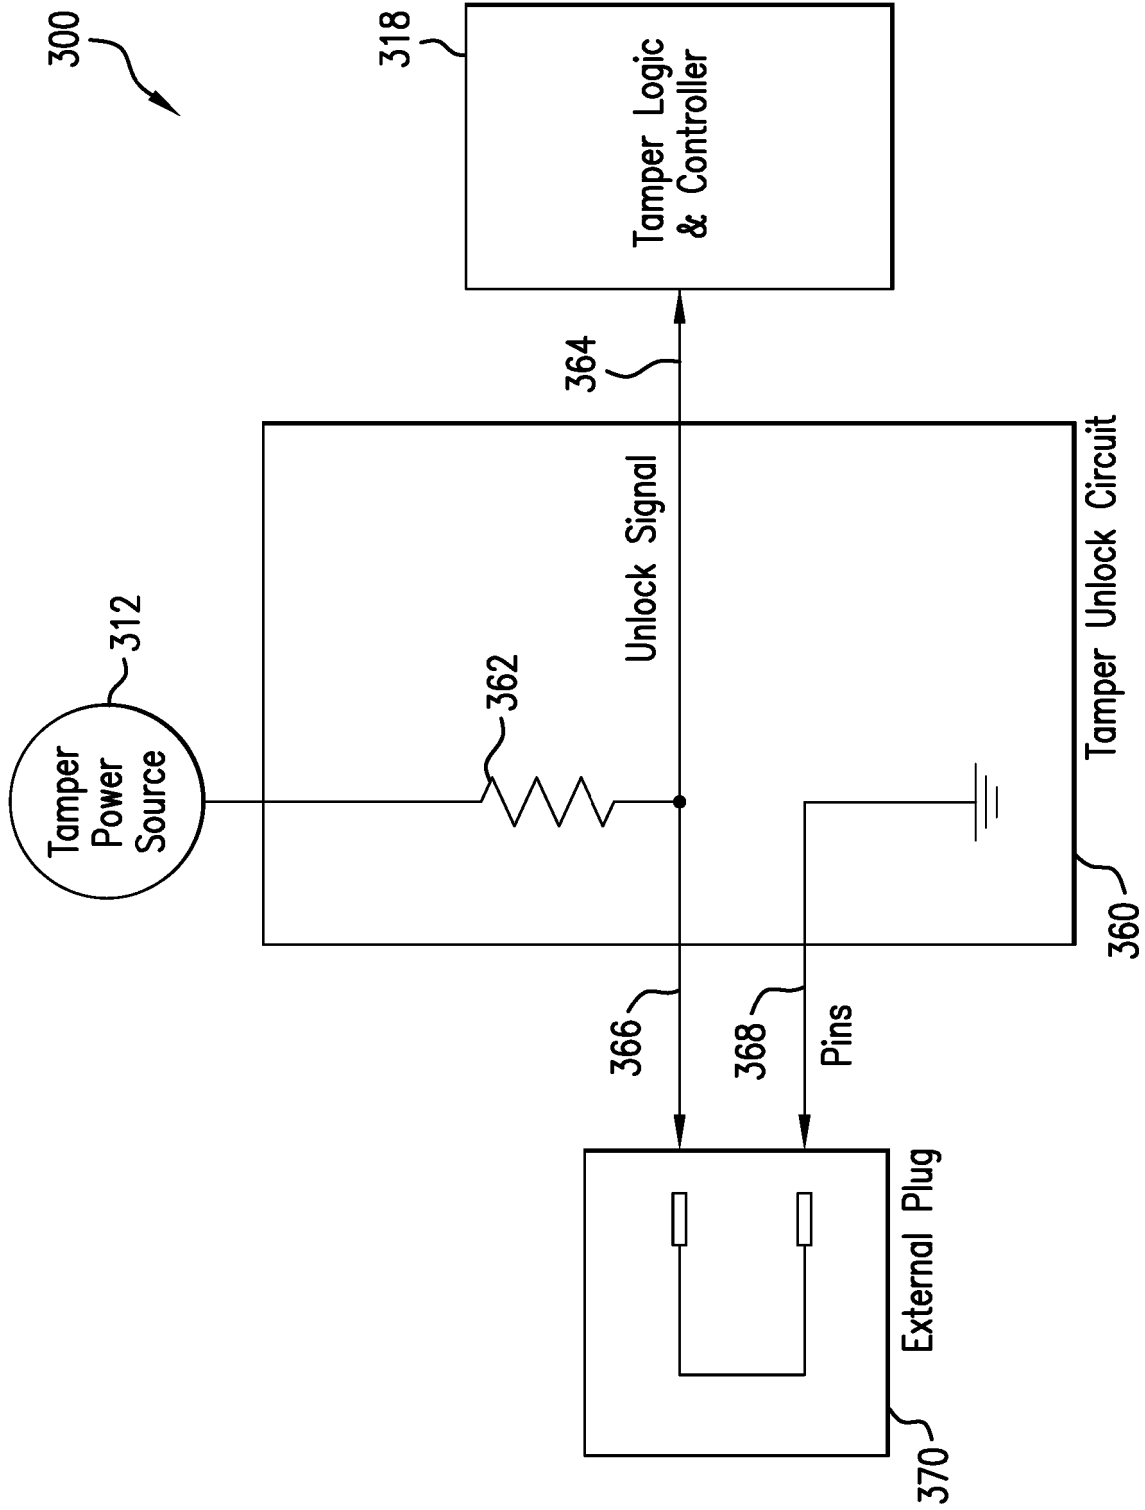 300
318
Tamper Logic
& Controller
364
312
Tamper
Power
Source
362
Unlock Signal
Tamper Unlock Circuit
360
366
368
Pins
External Plug
370